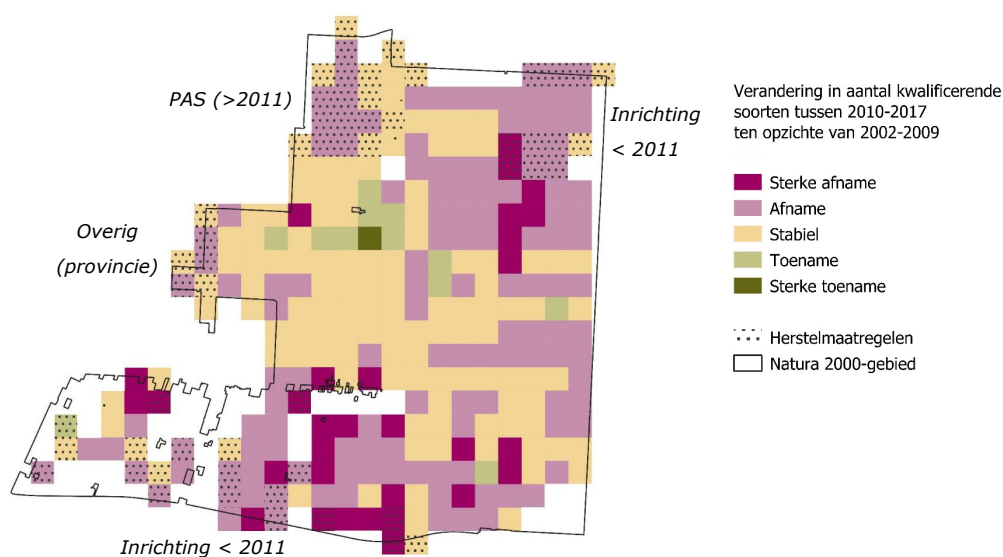 PAS (>2011)
Inrichting
< 2011
Overig
(provincie)
Inrichting < 2011
Verandering in aantal kwalificerende
soorten tussen 2010-2017
ten opzichte van 2002-2009
Sterke afname
Afname
Stabiel
Toename
Sterke toename
Herstelmaatregelen
Natura 2000-gebied